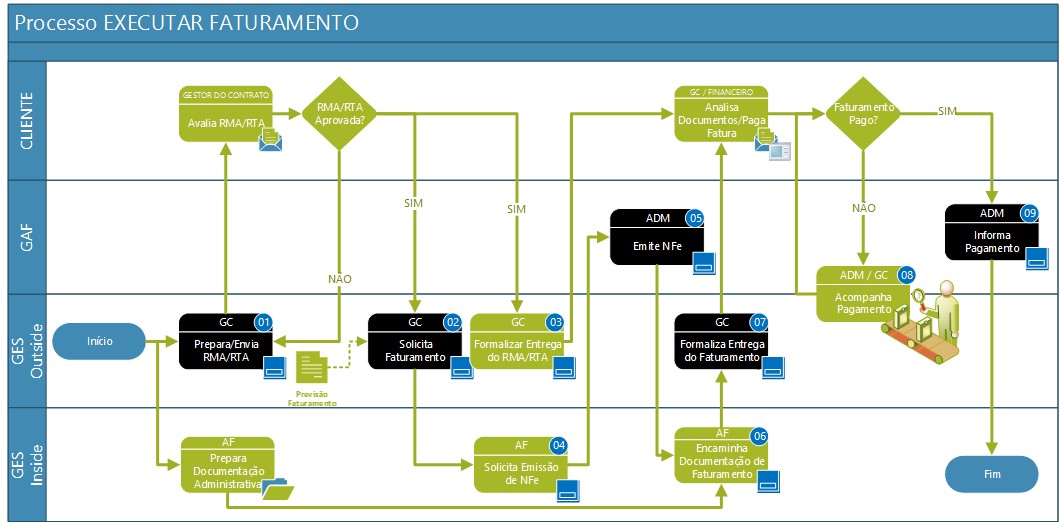 Processo EXECUTAR FATURAMENTO
CLIENTE
GESTOR DO CONTRATO
Avalia RMA/RTA
RMA/RTA
Aprovada?
GC / FINANCEIRO
Analisa
Documentos/Paga
Fatura
Faturamento
Pago?
SIM
SIM
SIM
NÃO
NÃO
GAF
ADM
05
Emite NFe
ADM
09
Informa
Pagamento
ADM / GC
08
Acompanha
Pagamento
GES
Outside
Início
GC
01
Prepara/Envia
RMA/RTA
Previsão
Faturamento
GC
02
Solicita
Faturamento
GC
03
Formalizar Entrega
do RMA/RTA
GC
07
Formaliza Entrega
do Faturamento
GES
Inside
AF
Prepara
Documentação
Administrativa
AF
04
Solicita Emissão
de NFe
AF
06
Encaminha
Documentação de
Faturamento
Fim